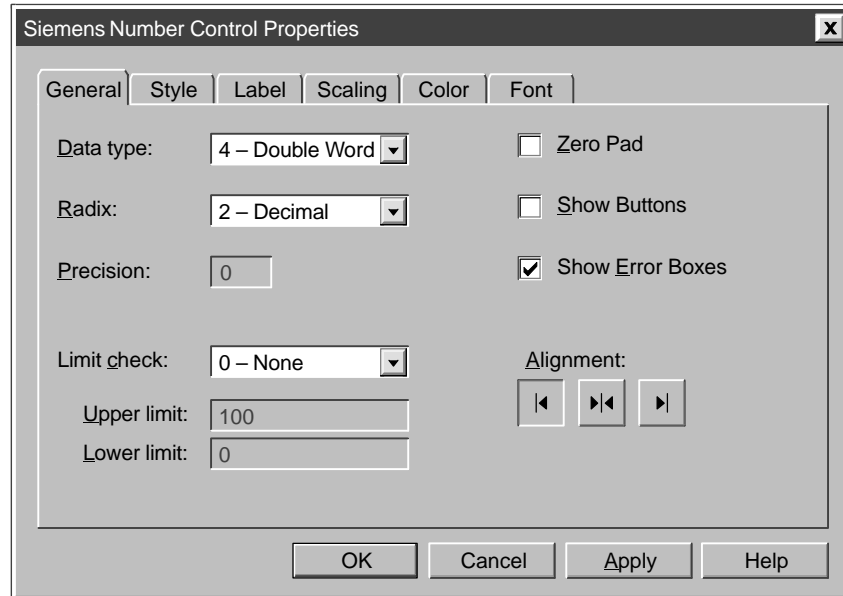 Siemens Number Control Properties
X
General Style Label Scaling Color Font
Data type: 4 – Double Word
Zero Pad
Radix: 2 – Decimal
Show Buttons
Precision: 0
Show Error Boxes
Limit check: 0 – None
Alignment:
Upper limit: 100
Lower limit: 0
OK Cancel Apply Help